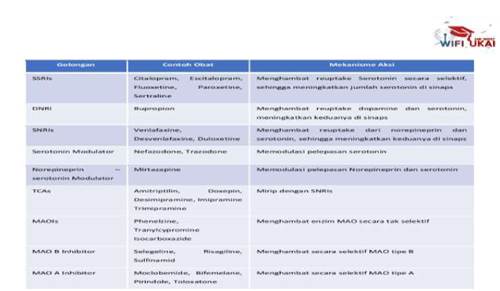 WIFI UKAI
Golongan
Contoh Obat
Mekanisme Aksi
SSRIs
Citalopram, Escitalopram,
Fluoxetine, Paroxetine,
Sertraline
Menghambat reuptake Serotonin secara selektif,
sehingga meningkatkan jumlah serotonin di sinaps
DNRI
Bupropion
Menghambat reuptake dopamine dan serotonin,
meningkatkan keduanya di sinaps
SNRIs
Venlafaxine,
Desvenlafaxine, Duloxetine
Menghambat reuptake dari norepineprin dan
serotonin, sehingga meningkatkan keduanya di sinaps
Serotonin Modulator
Nefazodone, Trazodone
Memodulasi pelepasan serotonin
Norepineprin –
serotonin Modulator
Mirtazapine
Memodulasi pelepasan Norepineprin dan serotonin
TCAs
Amitriptilin, Doxepin,
Desimipramine, Imipramine
Trimipramine
Mirip dengan SNRIs
MAOIs
Phenelzine,
Tranylcypromine
Isocarboxazide
Menghambat enzim MAO secara tak selektif
MAO B Inhibitor
Selegeline, Risagiline,
Sulfinamid
Menghambat secara selektif MAO tipe B
MAO A Inhibitor
Moclobemide, Bifemelane,
Pirindole, Toloxatone
Menghambat secara selektif MAO tipe A